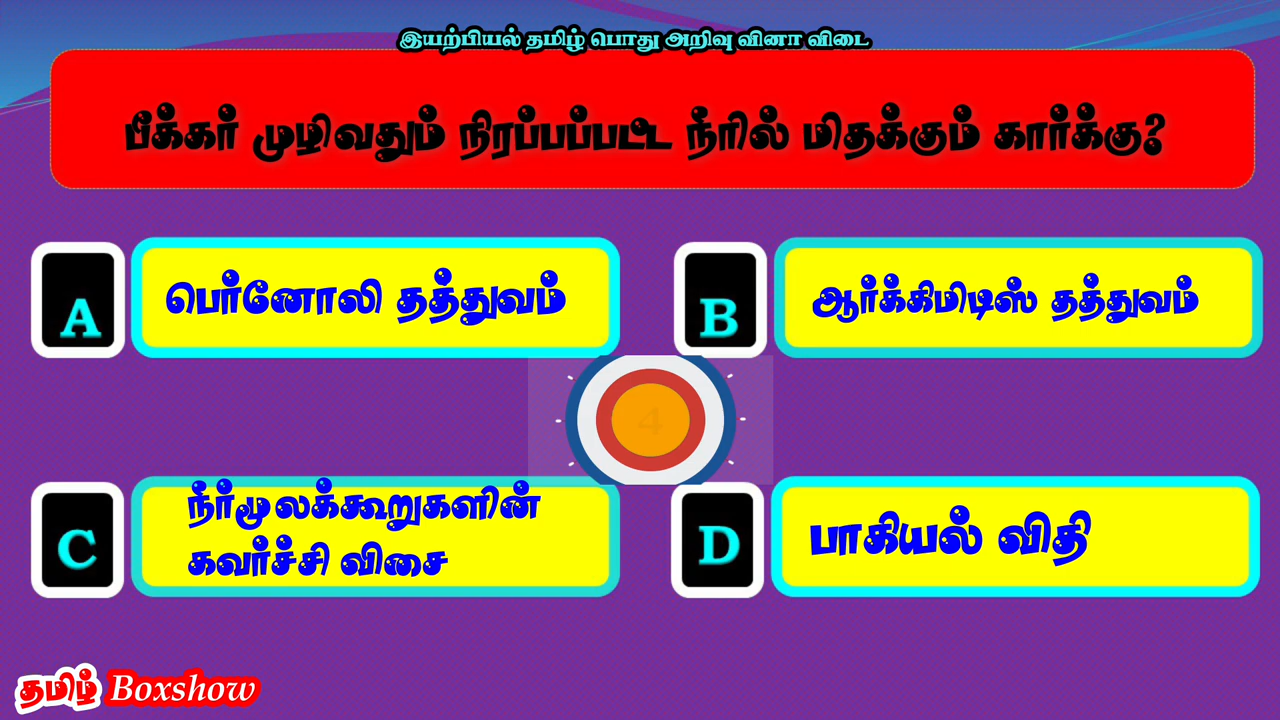 இயற்பியல் தமிழ் பொது அறிவு வினா விடை
பீக்கர் முழிவதும் நிரப்பப்பட்ட நீரில் மிதக்கும் கார்க்கு?
A
பெர்னோலி தத்துவம்
B
ஆர்க்கிமிடிஸ் தத்துவம்
4
C
நீர்மூலக்கூறுகளின்
கவர்ச்சி விசை
D
பாகியல் விதி
தமிழ் Boxshow